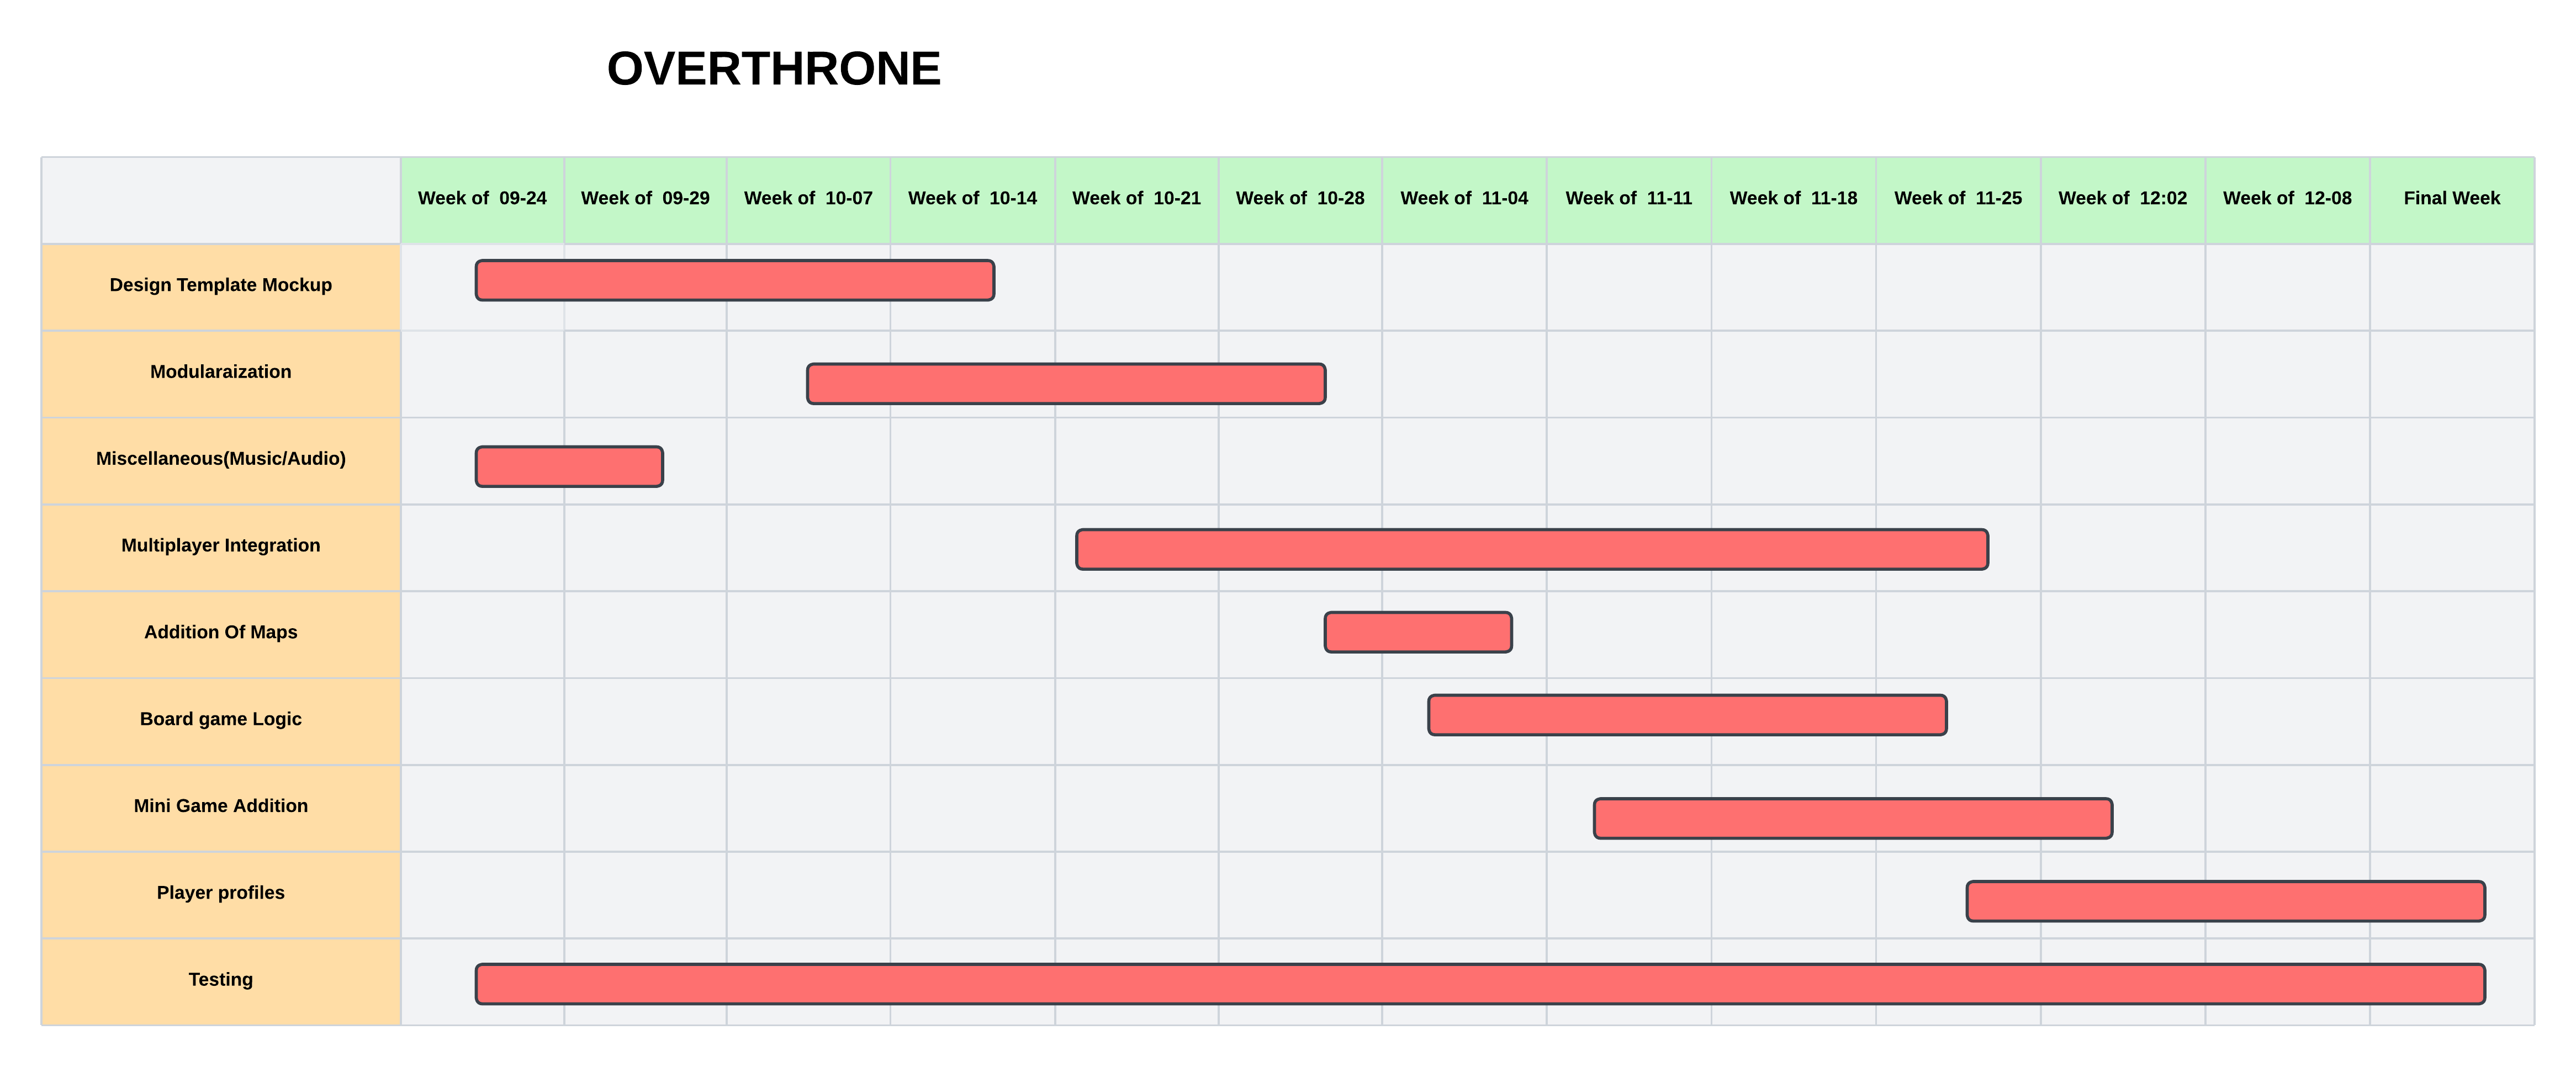 OVERTHRONE
Week of  09-24
Week of  09-29
Week of  10-07
Week of  10-14
Week of  10-21
Week of  10-28
Week of  11-04
Week of  11-11
Week of  11-18
Week of  11-25
Week of  12:02
Week of  12-08
Final Week
Design Template Mockup
Modularaization
Miscellaneous(Music/Audio)
Multiplayer Integration
Addition Of Maps
Board game Logic
Mini Game Addition
Player profiles
Testing